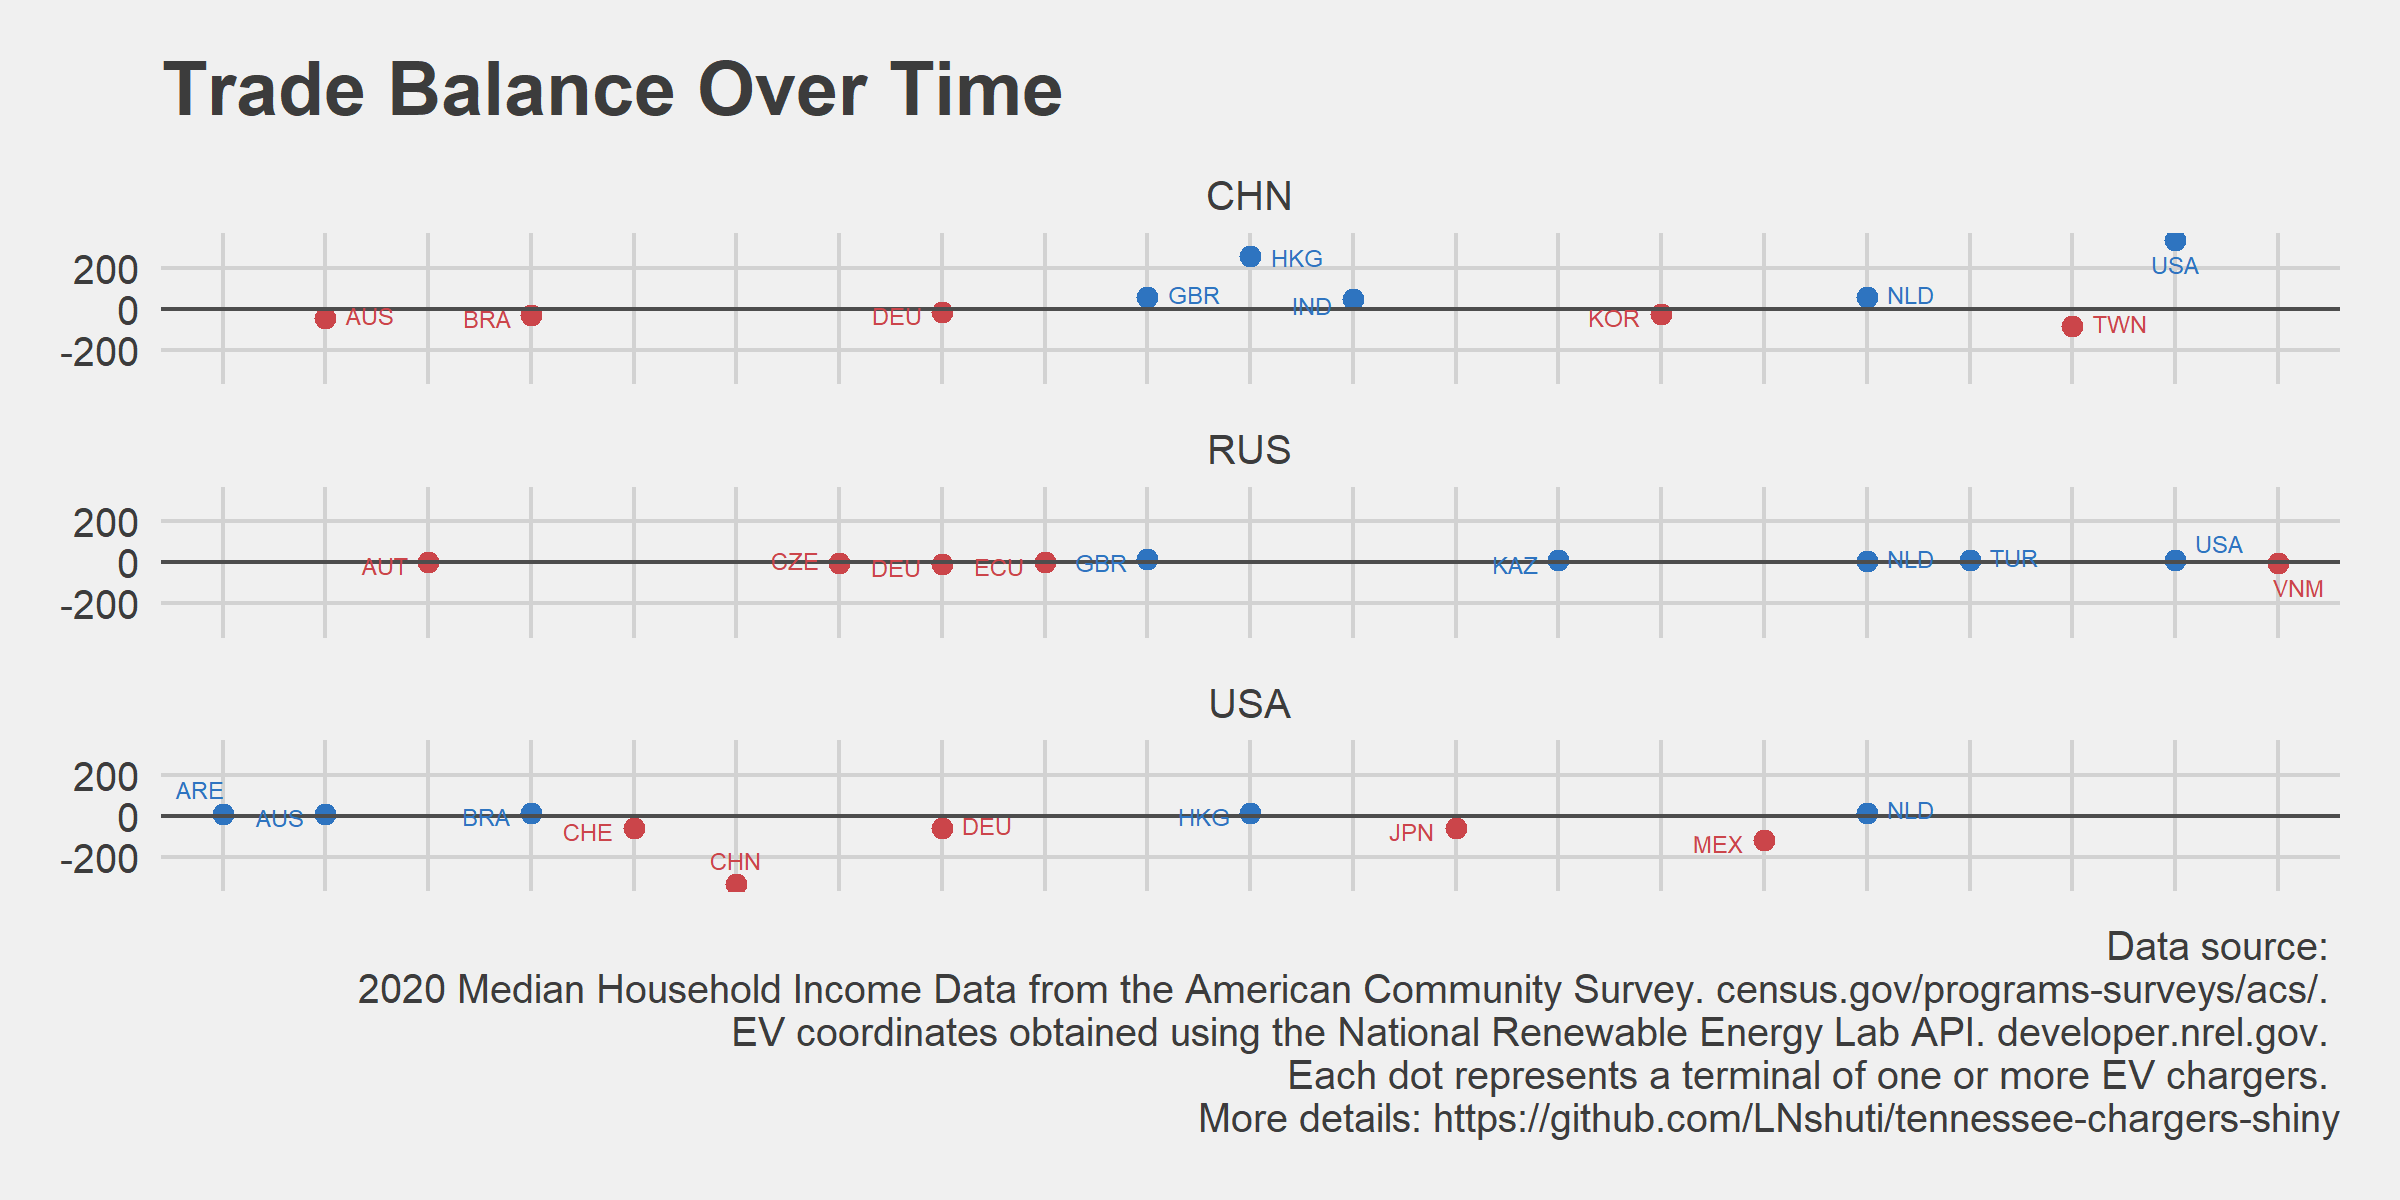 Trade Balance Over Time
CHN
200
0
-200
AUS
BRA
DEU
GBR
HKG
IND
KOR
NLD
TWN
USA
RUS
200
0
-200
AUT
CZE
DEU
ECU
GBR
KAZ
NLD
TUR
USA
VNM
USA
200
0
-200
ARE
AUS
BRA
CHE
CHN
DEU
HKG
JPN
MEX
NLD
Data source:
2020 Median Household Income Data from the American Community Survey. census.gov/programs-surveys/acs/.
EV coordinates obtained using the National Renewable Energy Lab API. developer.nrel.gov.
Each dot represents a terminal of one or more EV chargers.
More details: https://github.com/LNshuti/tennessee-chargers-shiny